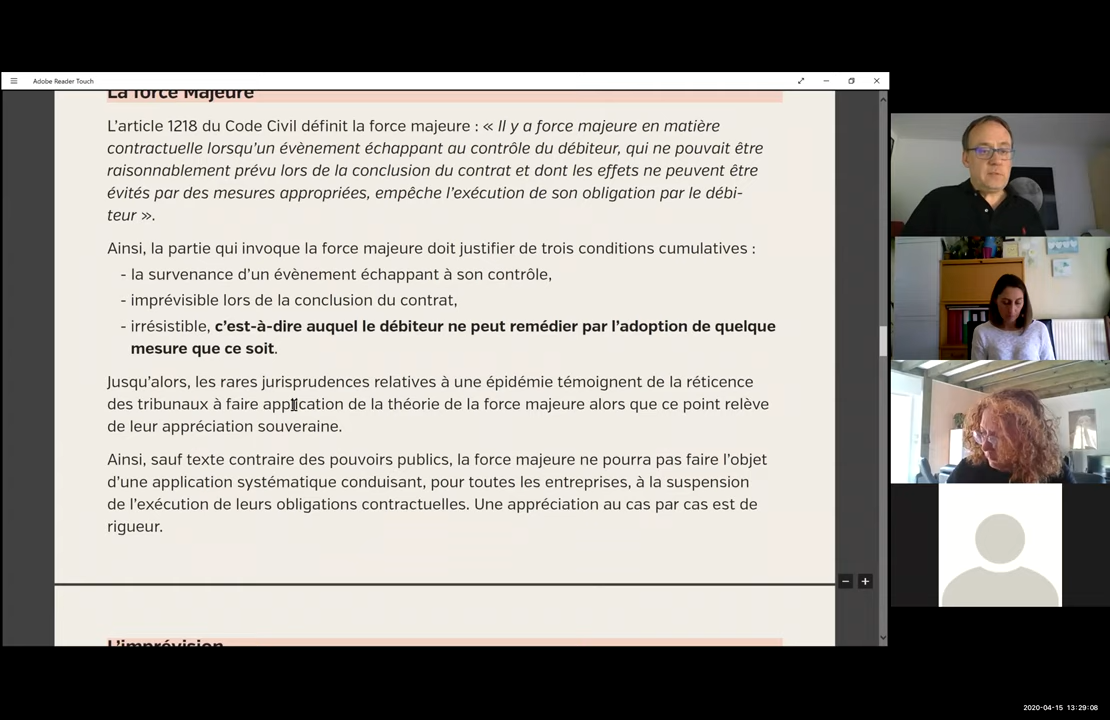 Adobe Reader Touch
La force Majeure
L'article 1218 du Code Civil définit la force majeure : « Il y a force majeure en matière
contractuelle lorsqu'un évènement échappant au contrôle du débiteur, qui ne pouvait être
raisonnablement prévu lors de la conclusion du contrat et dont les effets ne peuvent être
évités par des mesures appropriées, empêche l'exécution de son obligation par le débi-
teur ».
Ainsi, la partie qui invoque la force majeure doit justifier de trois conditions cumulatives :
- la survenance d'un évènement échappant à son contrôle,
- imprévisible lors de la conclusion du contrat,
- irrésistible, c'est-à-dire auquel le débiteur ne peut remédier par l'adoption de quelque
mesure que ce soit.
Jusqu'alors, les rares jurisprudences relatives à une épidémie témoignent de la réticence
des tribunaux à faire application de la théorie de la force majeure alors que ce point relève
de leur appréciation souveraine.
Ainsi, sauf texte contraire des pouvoirs publics, la force majeure ne pourra pas faire l'objet
d'une application systématique conduisant, pour toutes les entreprises, à la suspension
de l'exécution de leurs obligations contractuelles. Une appréciation au cas par cas est de
rigueur.
L'imprévision
2020-04-15 13:29:08